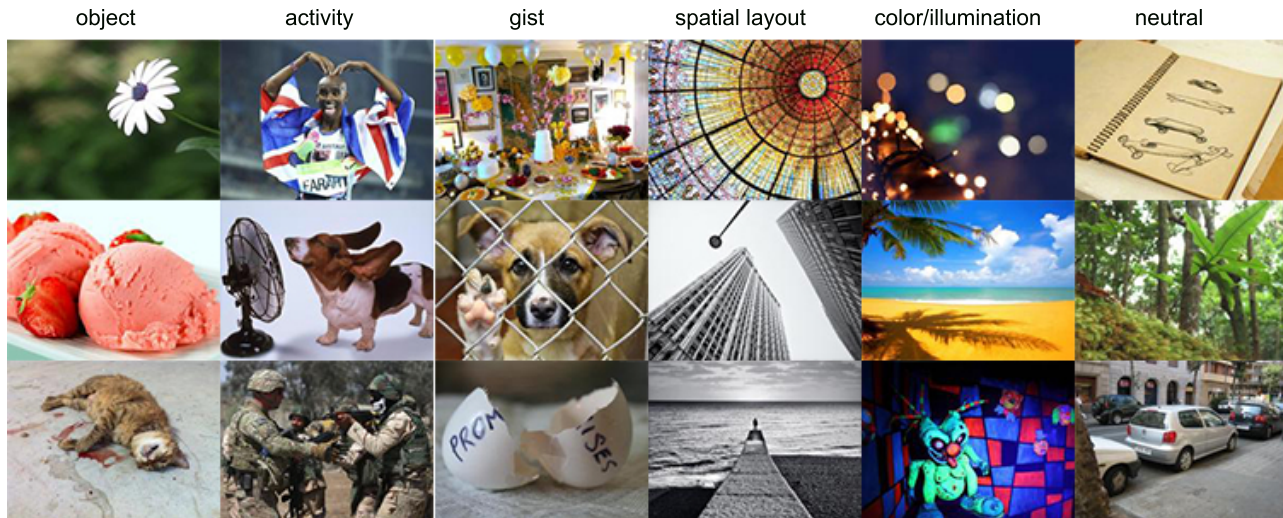 object
activity
gist
spatial layout
color/illumination
neutral
FARAH
PROM
ISES